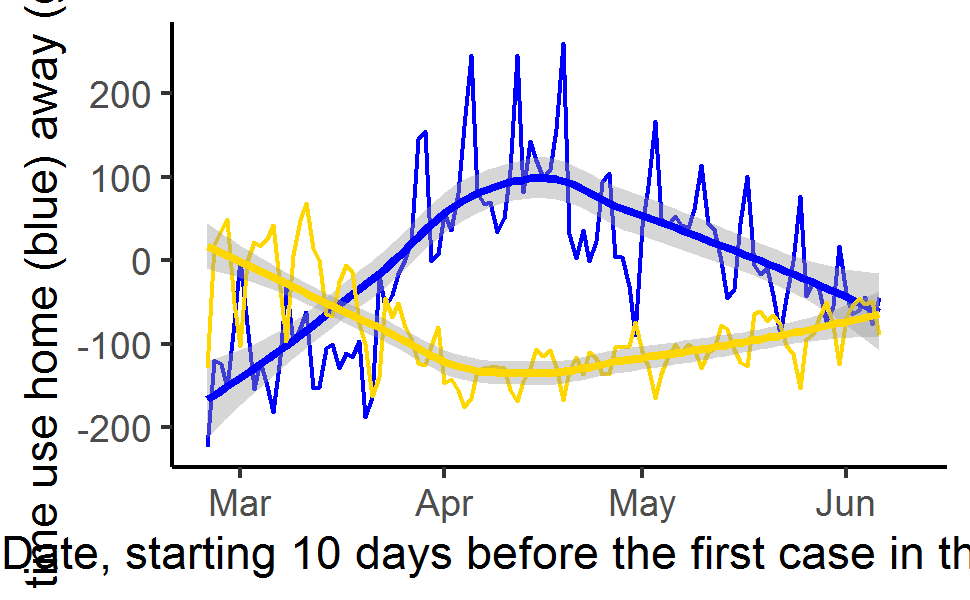 time use home (blue) away (
200
100
0
-100
-200
Mar Apr May Jun
Date, starting 10 days before the first case in th